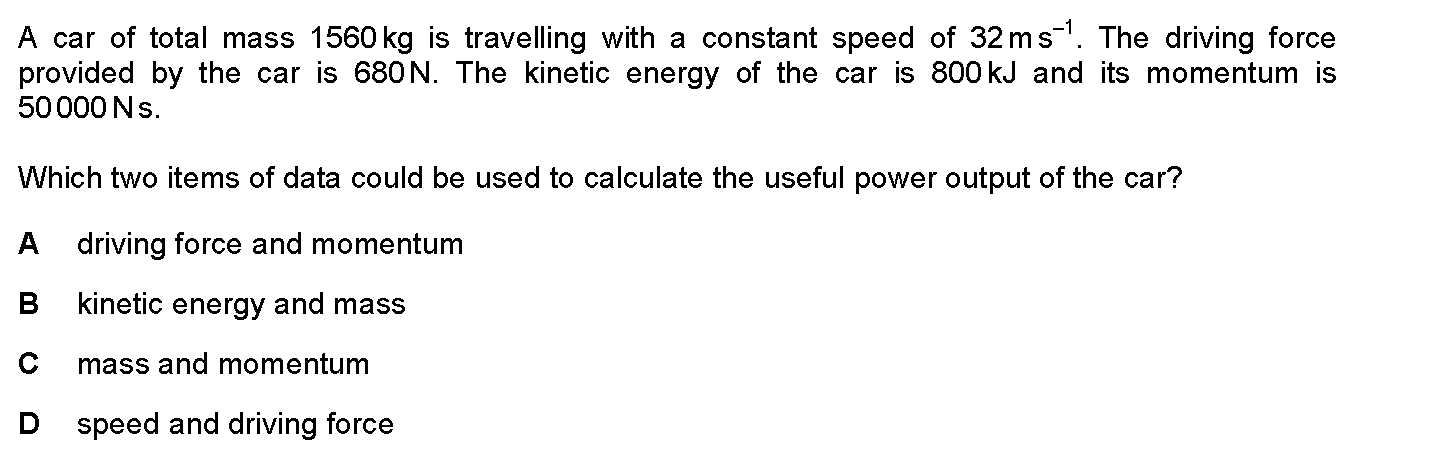 A car of total mass 1560 kg is travelling with a constant speed of 32 m s⁻¹. The driving force
provided by the car is 680 N. The kinetic energy of the car is 800 kJ and its momentum is
50 000 N s.
Which two items of data could be used to calculate the useful power output of the car?
A driving force and momentum
B kinetic energy and mass
C mass and momentum
D speed and driving force